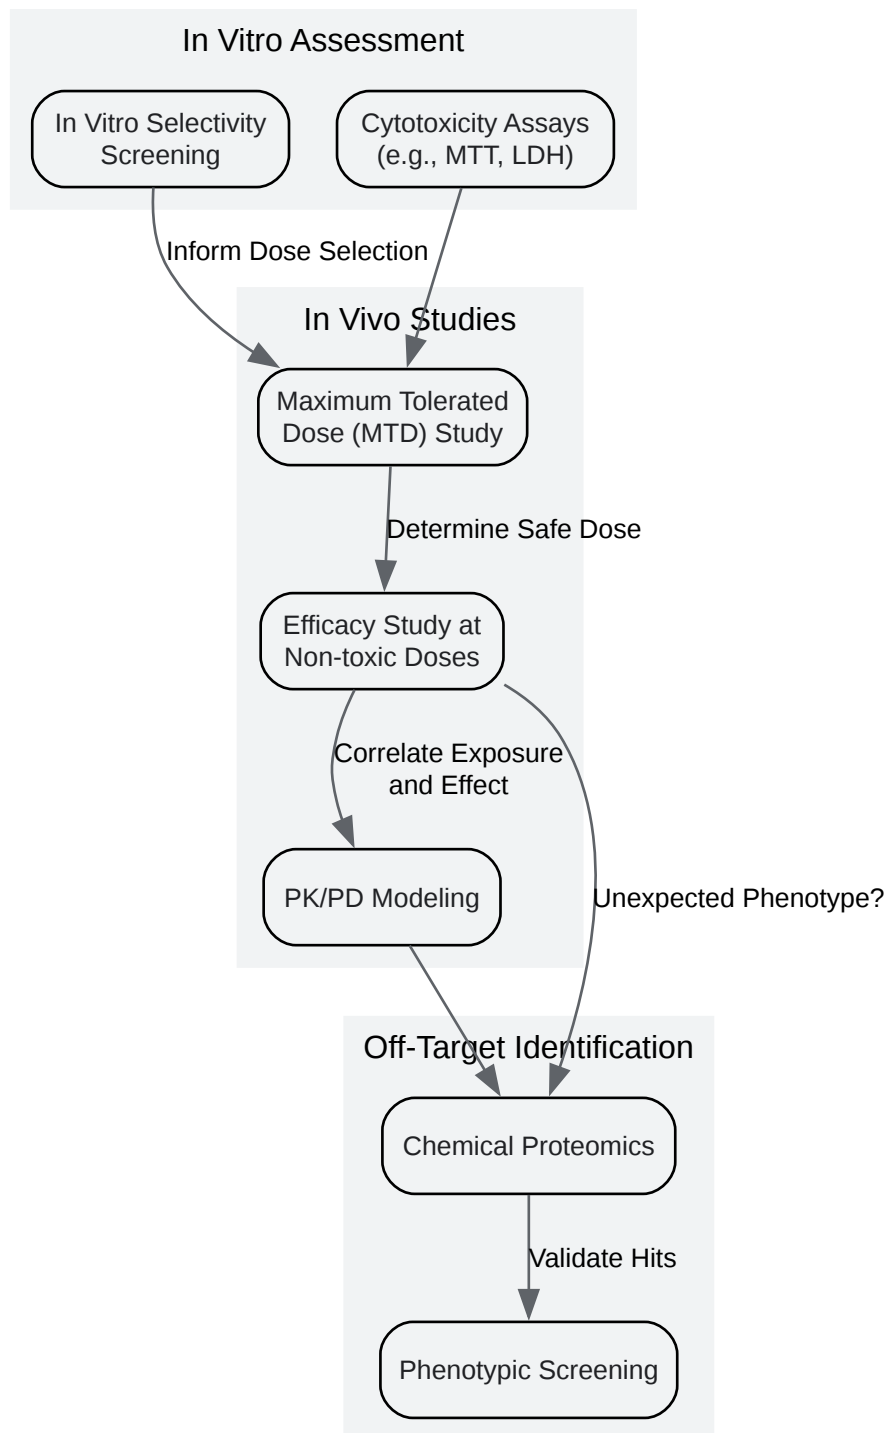 In Vitro Assessment
In Vitro Selectivity
Screening
Cytotoxicity Assays
(e.g., MTT, LDH)
Inform Dose Selection
In Vivo Studies
Maximum Tolerated
Dose (MTD) Study
Determine Safe Dose
Efficacy Study at
Non-toxic Doses
Correlate Exposure
and Effect
PK/PD Modeling
Unexpected Phenotype?
Off-Target Identification
Chemical Proteomics
Validate Hits
Phenotypic Screening